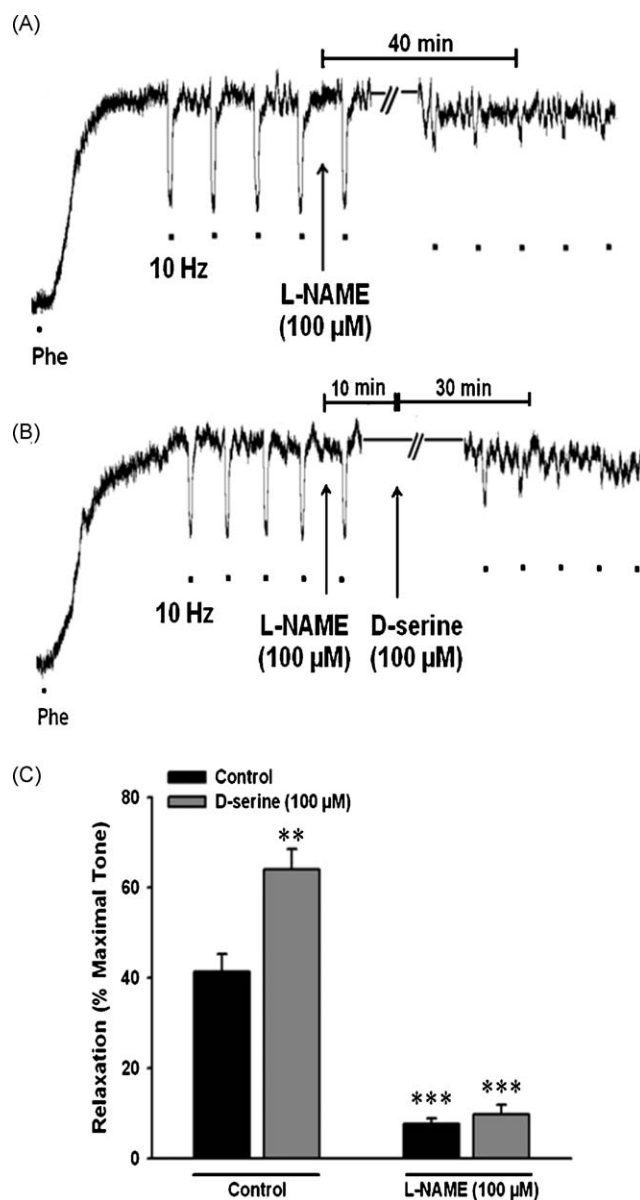 (A)
40 min
10 Hz
L-NAME
(100 µM)
Phe
(B)
10 min
30 min
10 Hz
L-NAME
(100 µM)
D-serine
(100 µM)
Phe
(C)
Control
D-serine (100 µM)
Relaxation (% Maximal Tone)
80
60
40
20
0
**
***
***
Control
L-NAME (100 µM)